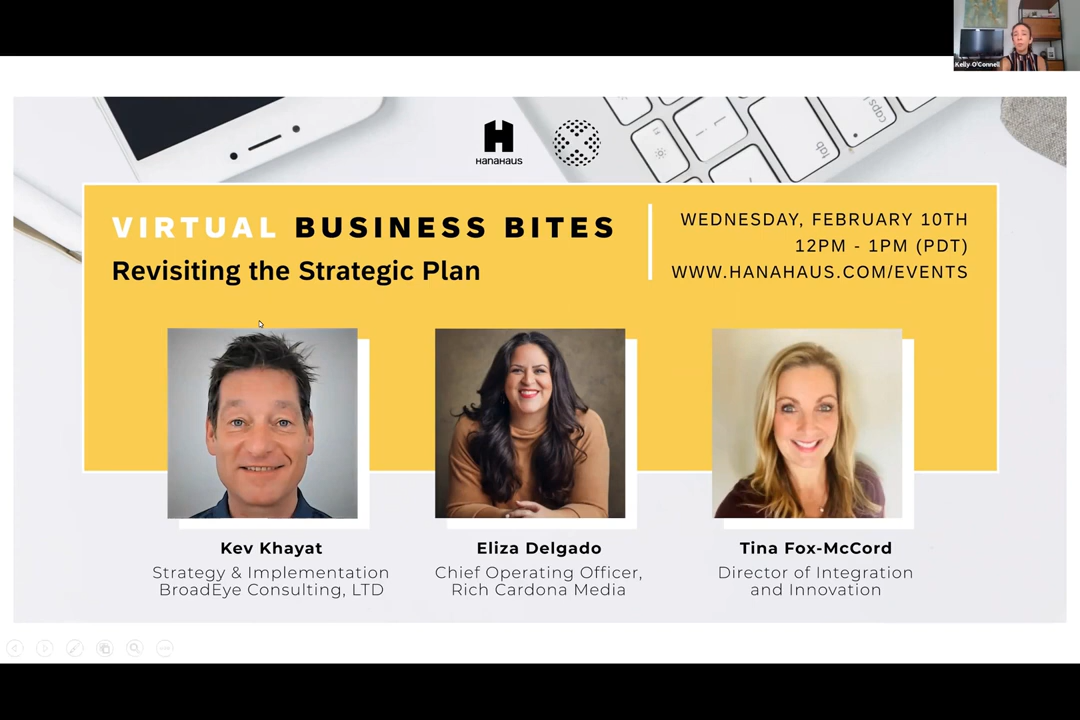 Kelly O'Connell
HANAHAUS
caps l
tab
VIRTUAL BUSINESS BITES
Revisiting the Strategic Plan
WEDNESDAY, FEBRUARY 10TH
12PM - 1PM (PDT)
WWW.HANAHAUS.COM/EVENTS
Kev Khayat
Strategy & Implementation
BroadEye Consulting, LTD
Eliza Delgado
Chief Operating Officer,
Rich Cardona Media
Tina Fox-McCord
Director of Integration
and Innovation